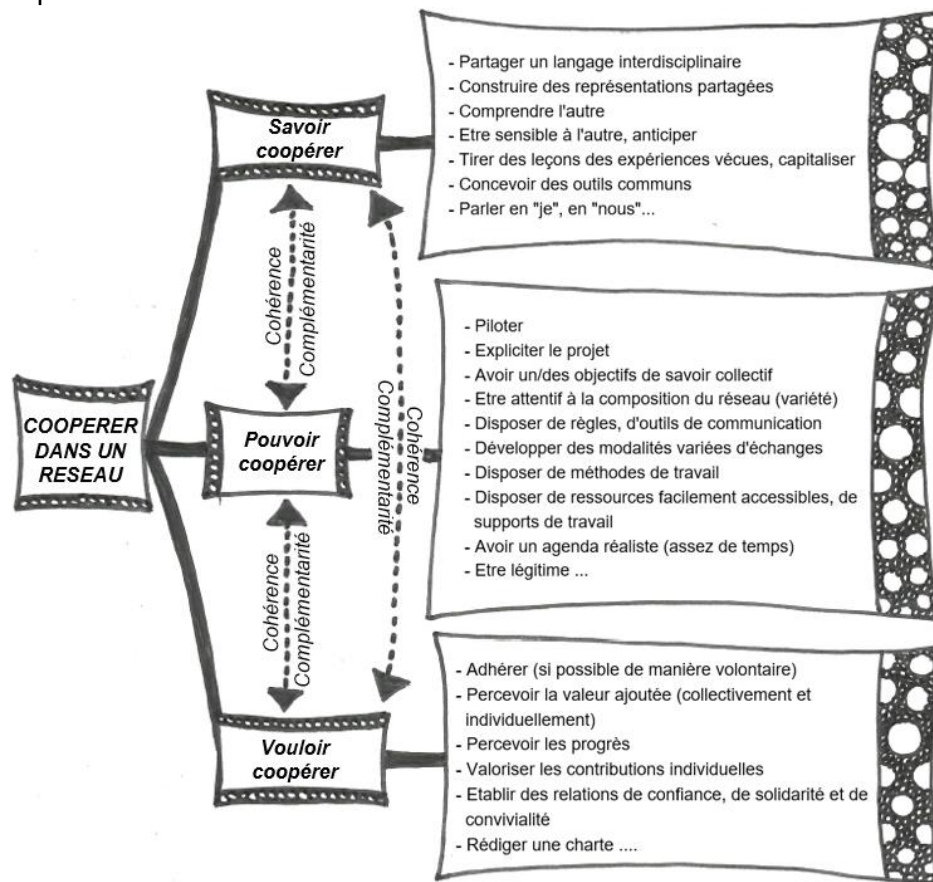 COOPERER
DANS UN
RESEAU
Savoir
coopérer
- Partager un langage interdisciplinaire
- Construire des représentations partagées
- Comprendre l'autre
- Etre sensible à l'autre, anticiper
- Tirer des leçons des expériences vécues, capitaliser
- Concevoir des outils communs
- Parler en "je", en "nous"...
Cohérence
Complémentarité
Pouvoir
coopérer
- Piloter
- Expliciter le projet
- Avoir un/des objectifs de savoir collectif
- Etre attentif à la composition du réseau (variété)
- Disposer de règles, d'outils de communication
- Développer des modalités variées d'échanges
- Disposer de méthodes de travail
- Disposer de ressources facilement accessibles, de
supports de travail
- Avoir un agenda réaliste (assez de temps)
- Etre légitime ...
Complémentarité
Cohérence
Cohérence
Complémentarité
Vouloir
coopérer
- Adhérer (si possible de manière volontaire)
- Percevoir la valeur ajoutée (collectivement et
individuellement)
- Percevoir les progrès
- Valoriser les contributions individuelles
- Etablir des relations de confiance, de solidarité et de
convivialité
- Rédiger une charte ....